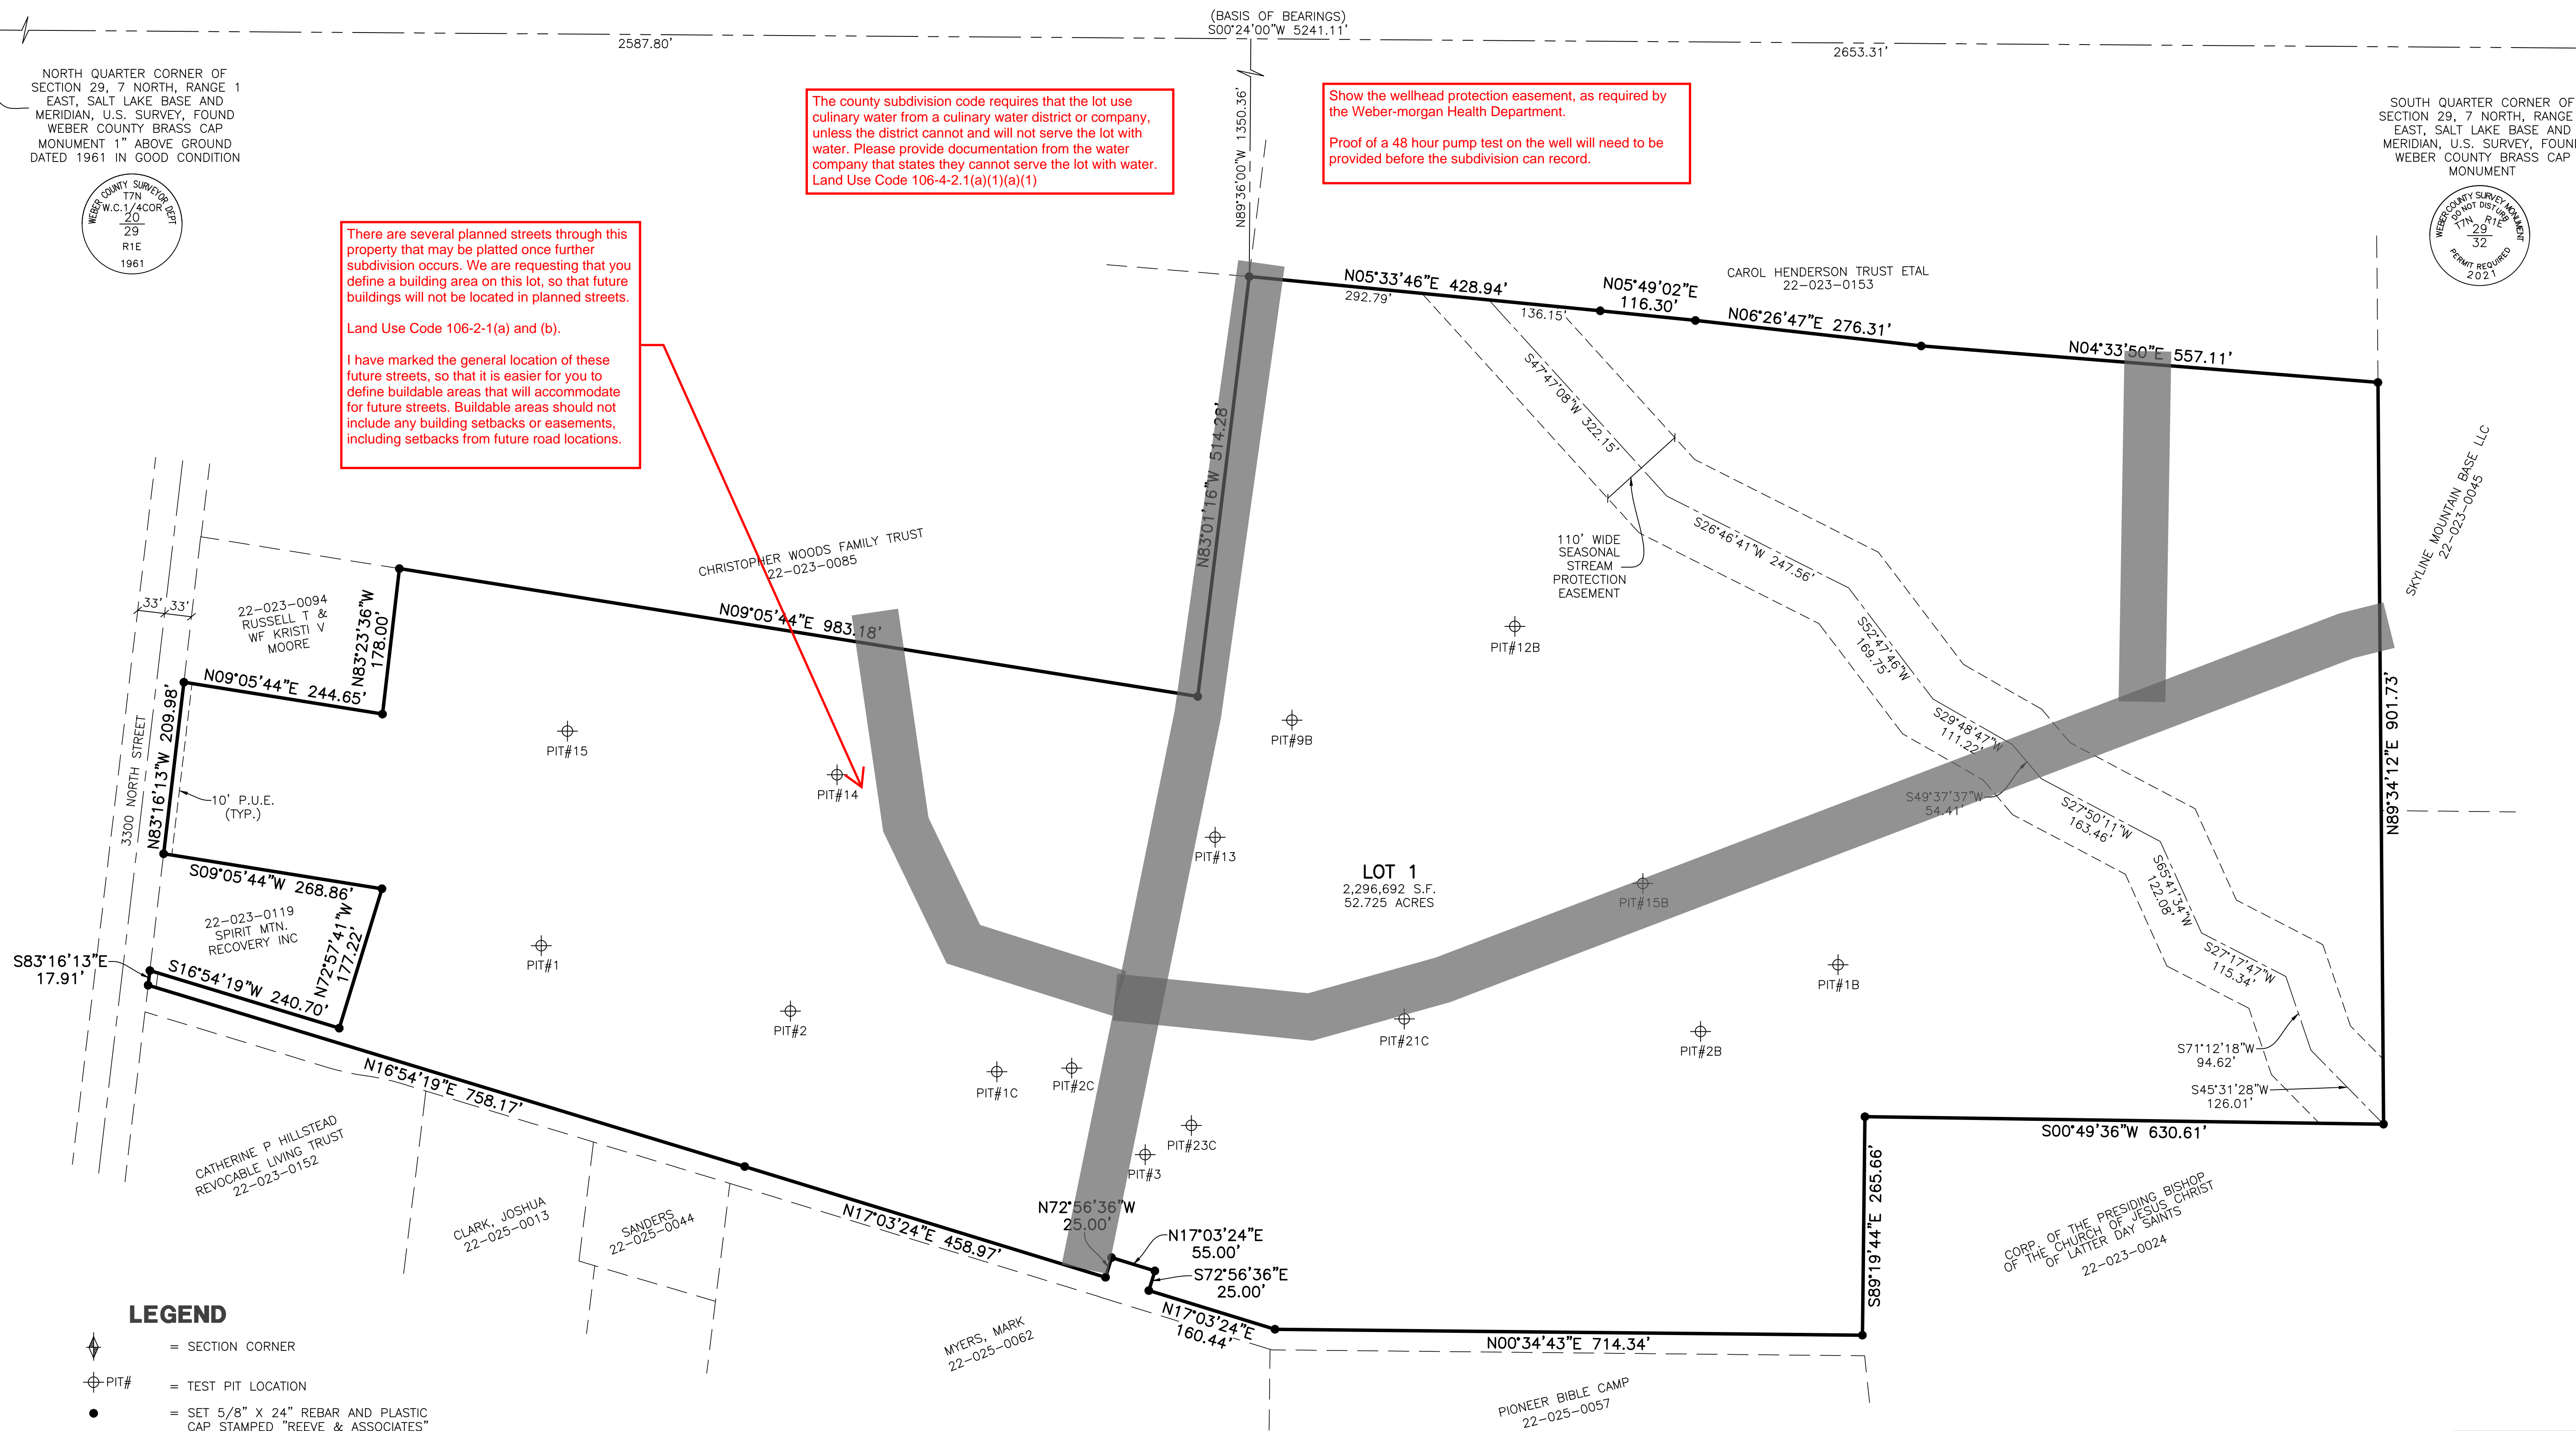 (BASIS OF BEARINGS)
S00°24'00"W 5241.11'
2587.80'
2653.31'
NORTH QUARTER CORNER OF
SECTION 29, 7 NORTH, RANGE 1
EAST, SALT LAKE BASE AND
MERIDIAN, U.S. SURVEY, FOUND
WEBER COUNTY BRASS CAP
MONUMENT 1" ABOVE GROUND
DATED 1961 IN GOOD CONDITION
WEBER COUNTY SURVEYOR DEPT
T7N
W.C.1/4COR
20
29
R1E
1961
The county subdivision code requires that the lot use
culinary water from a culinary water district or company,
unless the district cannot and will not serve the lot with
water. Please provide documentation from the water
company that states they cannot serve the lot with water.
Land Use Code 106-4-2.1(a)(1)(a)(1)
N89°36'00"W 1350.36'
Show the wellhead protection easement, as required by
the Weber-morgan Health Department.
Proof of a 48 hour pump test on the well will need to be
provided before the subdivision can record.
SOUTH QUARTER CORNER OF
SECTION 29, 7 NORTH, RANGE
EAST, SALT LAKE BASE AND
MERIDIAN, U.S. SURVEY, FOUN
WEBER COUNTY BRASS CAP
MONUMENT
WEBER COUNTY SURVEY MONUMENT
DO NOT DISTURB
T7N R1E
29
32
PERMIT REQUIRED
2021
There are several planned streets through this
property that may be platted once further
subdivision occurs. We are requesting that you
define a building area on this lot, so that future
buildings will not be located in planned streets.
Land Use Code 106-2-1(a) and (b).
I have marked the general location of these
future streets, so that it is easier for you to
define buildable areas that will accommodate
for future streets. Buildable areas should not
include any building setbacks or easements,
including setbacks from future road locations.
N05°33'46"E 428.94'
292.79'
136.15'
N05°49'02"E
116.30'
CAROL HENDERSON TRUST ETAL
22-023-0153
N06°26'47"E 276.31'
N04°33'50"E 557.11'
S47°47'08"W 322.15'
N83°01'16"W 514.28'
SKYLINE MOUNTAIN BASE LLC
22-023-0045
110' WIDE
SEASONAL
STREAM
PROTECTION
EASEMENT
S26°46'41"W 247.56'
CHRISTOPHER WOODS FAMILY TRUST
22-023-0085
33' 33'
22-023-0094
RUSSELL T &
WF KRISTI V
MOORE
N83°23'36"W
178.00'
N09°05'44"E 983.18'
PIT#12B
S52°47'46"W
169.75'
N09°05'44"E 244.65'
N83°16'13"W 209.98'
3300 NORTH STREET
10' P.U.E.
(TYP.)
PIT#15
PIT#14
PIT#9B
PIT#13
S29°48'47"W
111.22'
S49°37'37"W
54.41'
S27°50'11"W
163.46'
N89°34'12"E 901.73'
S09°05'44"W 268.86'
LOT 1
2,296,692 S.F.
52.725 ACRES
PIT#15B
S65°41'34"W
122.08'
22-023-0119
SPIRIT MTN.
RECOVERY INC
N72°57'41"W
177.22'
S83°16'13"E
17.91'
S16°54'19"W 240.70'
PIT#1
PIT#2
PIT#1B
S27°17'47"W
115.34'
PIT#21C
PIT#2B
S71°12'18"W
94.62'
S45°31'28"W
126.01'
N16°54'19"E 758.17'
PIT#1C
PIT#2C
PIT#23C
PIT#3
S00°49'36"W 630.61'
CATHERINE P HILLSTEAD
REVOCABLE LIVING TRUST
22-023-0152
CLARK, JOSHUA
22-025-0013
SANDERS
22-025-0044
N17°03'24"E 458.97'
N72°56'36"W
25.00'
N17°03'24"E
55.00'
S72°56'36"E
25.00'
S89°19'44"E 265.66'
CORP. OF THE PRESIDING BISHOP
OF THE CHURCH OF JESUS CHRIST
OF LATTER DAY SAINTS
22-023-0024
N17°03'24"E
160.44'
N00°34'43"E 714.34'
MYERS, MARK
22-025-0062
PIONEER BIBLE CAMP
22-025-0057
LEGEND
= SECTION CORNER
PIT# = TEST PIT LOCATION
= SET 5/8" X 24" REBAR AND PLASTIC
CAP STAMPED "REEVE & ASSOCIATES"